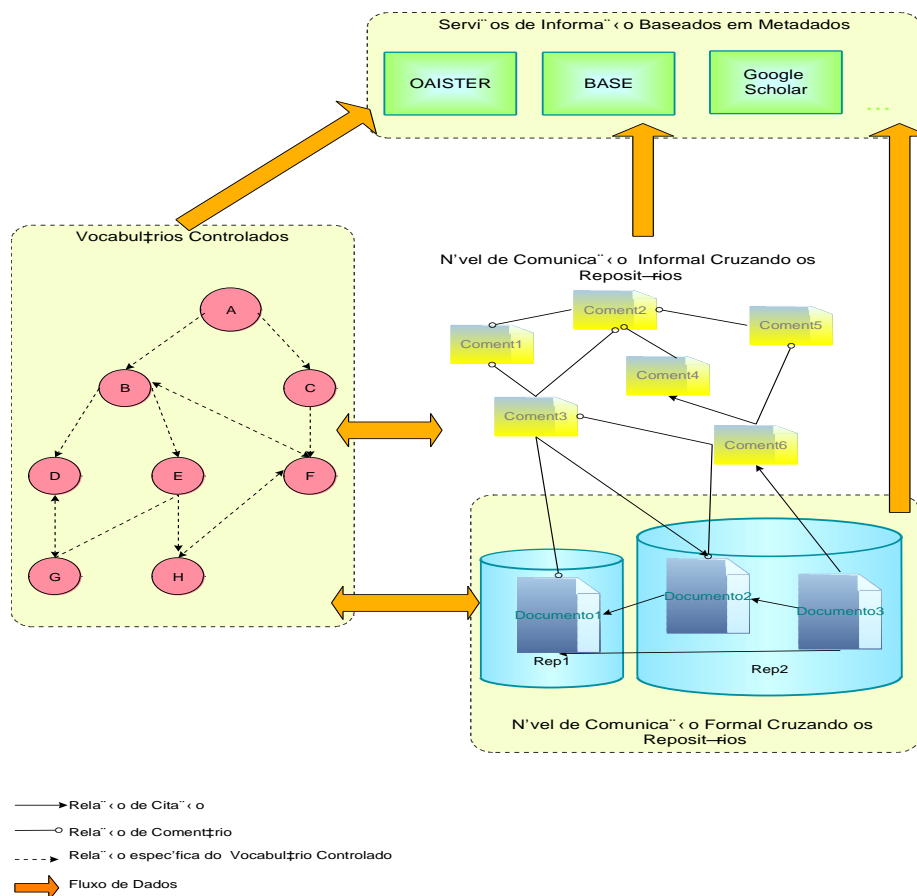 Servi¨os de Informa¨‹o Baseados em Metadados
OAISTER
BASE
Google
Scholar
...
Vocabul‡rios Controlados
A
B
C
D
E
F
G
H
N’vel de Comunica¨‹o Informal Cruzando os
Reposit—rios
Coment2
Coment5
Coment1
Coment4
Coment3
Coment6
Documento1
Documento2
Documento3
Rep1
Rep2
N’vel de Comunica¨‹o Formal Cruzando os
Reposit—rios
Rela¨‹o de Cita¨‹o
Rela¨‹o de Coment‡rio
Rela¨‹o espec’fica do Vocabul‡rio Controlado
Fluxo de Dados